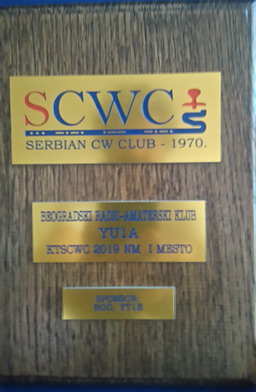 SCWC
SERBIAN CW CLUB - 1970.
BEOGRADSKI RADIO-AMATERSKI KLUB
YU1A
KTSCWC 2019 NM I MESTO
SPONSOR